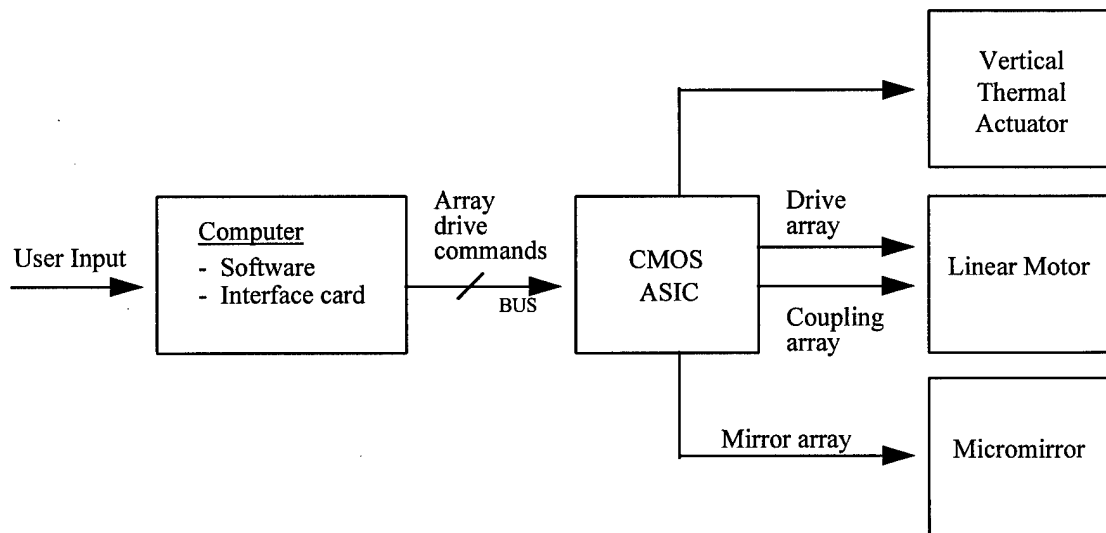 User Input
Computer
- Software
- Interface card
Array
drive
commands
BUS
CMOS
ASIC
Vertical
Thermal
Actuator
Drive
array
Linear Motor
Coupling
array
Mirror array
Micromirror